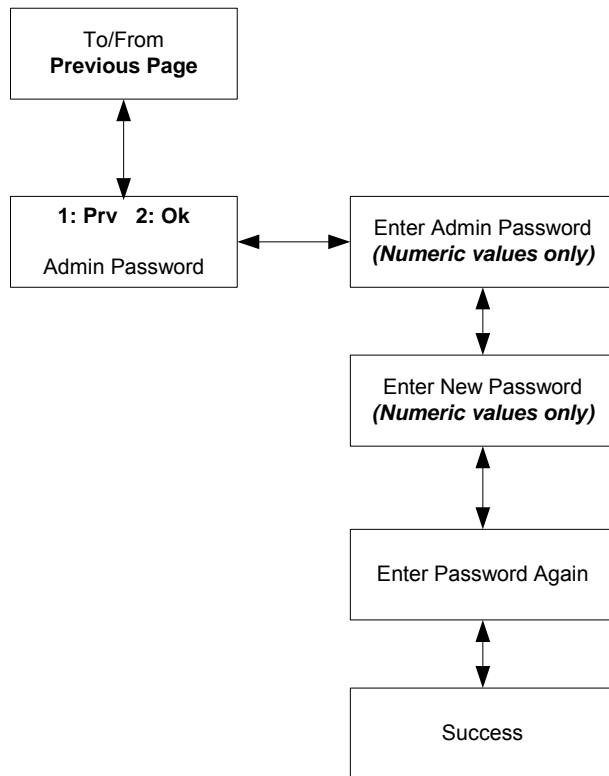 To/From
Previous Page
1: Prv   2: Ok
Admin Password
Enter Admin Password
(Numeric values only)
Enter New Password
(Numeric values only)
Enter Password Again
Success